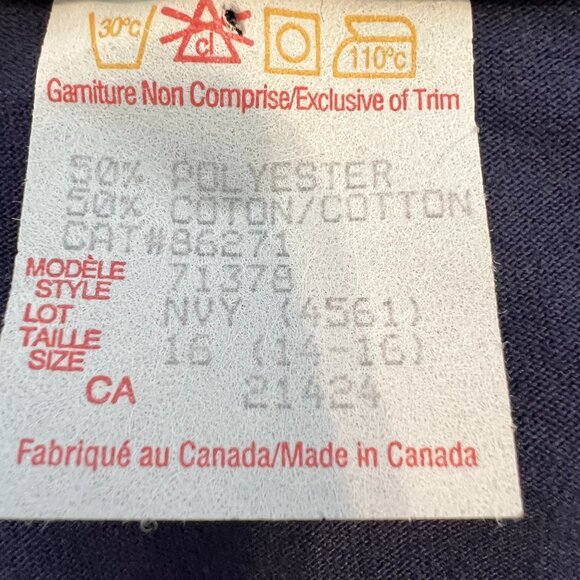 30°c cl 110°c
Garniture Non Comprise/Exclusive of Trim
50% POLYESTER
50% COTON/COTTON
CAT#86271
MODÈLE
STYLE 71378
LOT NVY (4561)
TAILLE
SIZE 16 (14-16)
CA 21424
Fabriqué au Canada/Made in Canada